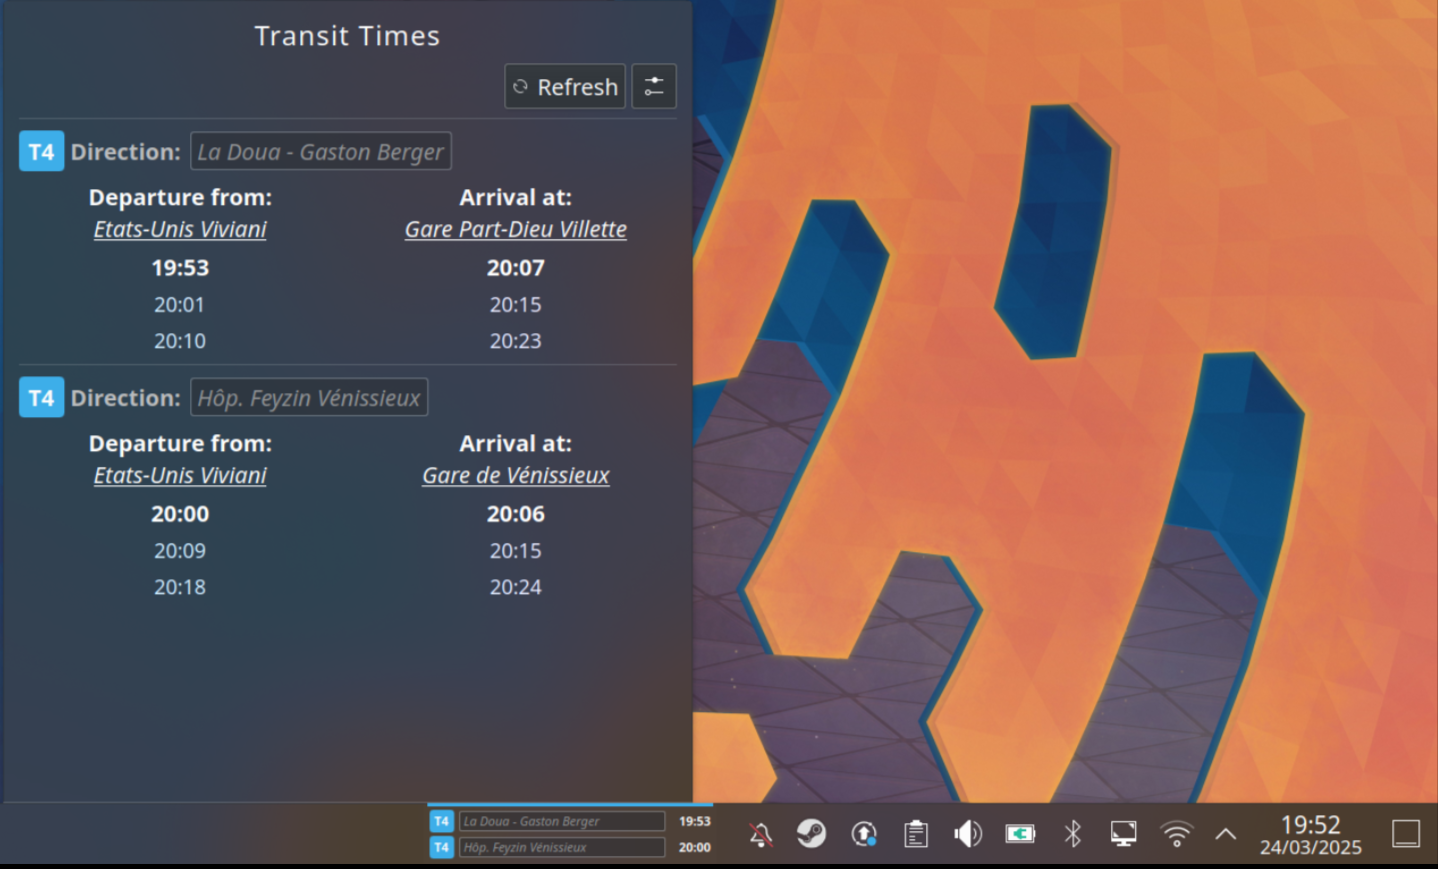 Transit Times
Refresh
T4 Direction: La Doua - Gaston Berger
Departure from: Arrival at:
Etats-Unis Viviani Gare Part-Dieu Villette
19:53 20:07
20:01 20:15
20:10 20:23
T4 Direction: Hôp. Feyzin Vénissieux
Departure from: Arrival at:
Etats-Unis Viviani Gare de Vénissieux
20:00 20:06
20:09 20:15
20:18 20:24
T4 La Doua - Gaston Berger 19:53
T4 Hôp. Feyzin Vénissieux 20:00
19:52
24/03/2025